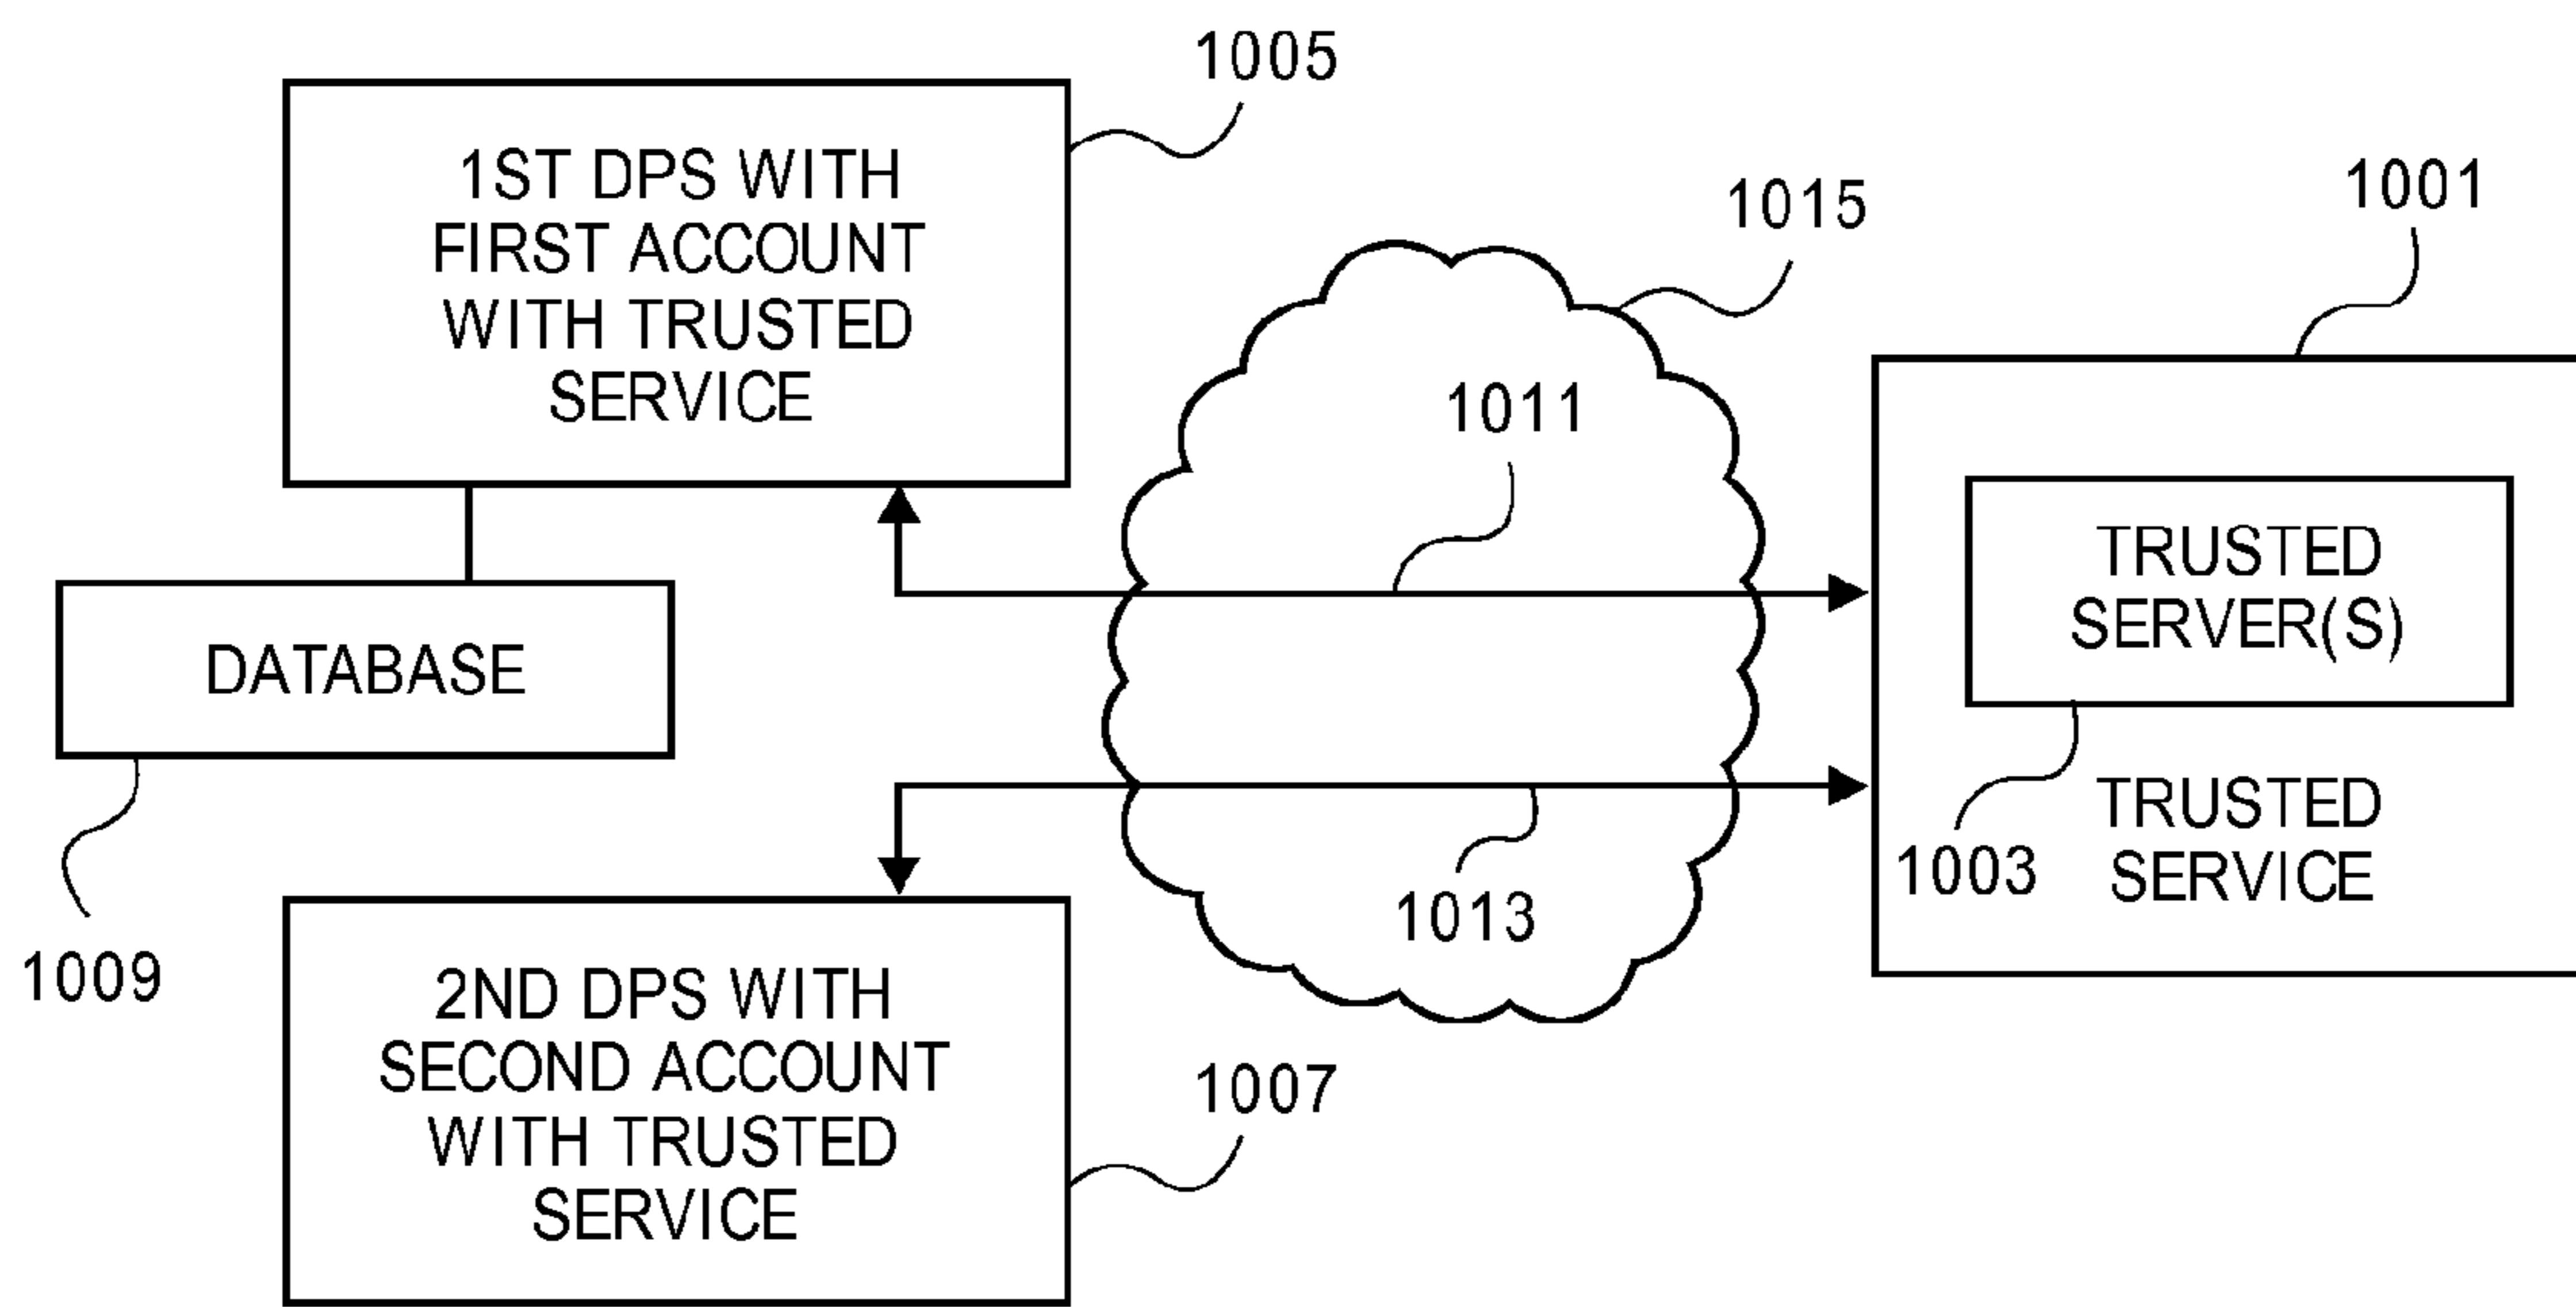 1005
1ST DPS WITH
FIRST ACCOUNT
WITH TRUSTED
SERVICE
1015
1001
1011
TRUSTED
SERVER(S)
DATABASE
1003
TRUSTED
SERVICE
1013
1009
2ND DPS WITH
SECOND ACCOUNT
WITH TRUSTED
SERVICE
1007